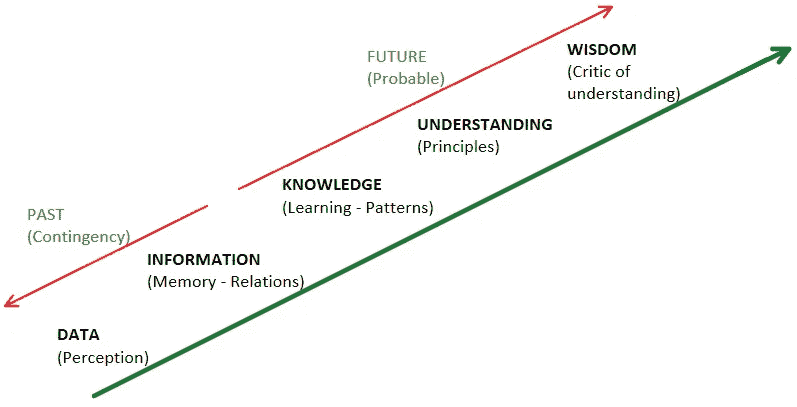 FUTURE
(Probable)
WISDOM
(Critic of
understanding)
UNDERSTANDING
(Principles)
KNOWLEDGE
(Learning - Patterns)
PAST
(Contingency)
INFORMATION
(Memory - Relations)
DATA
(Perception)